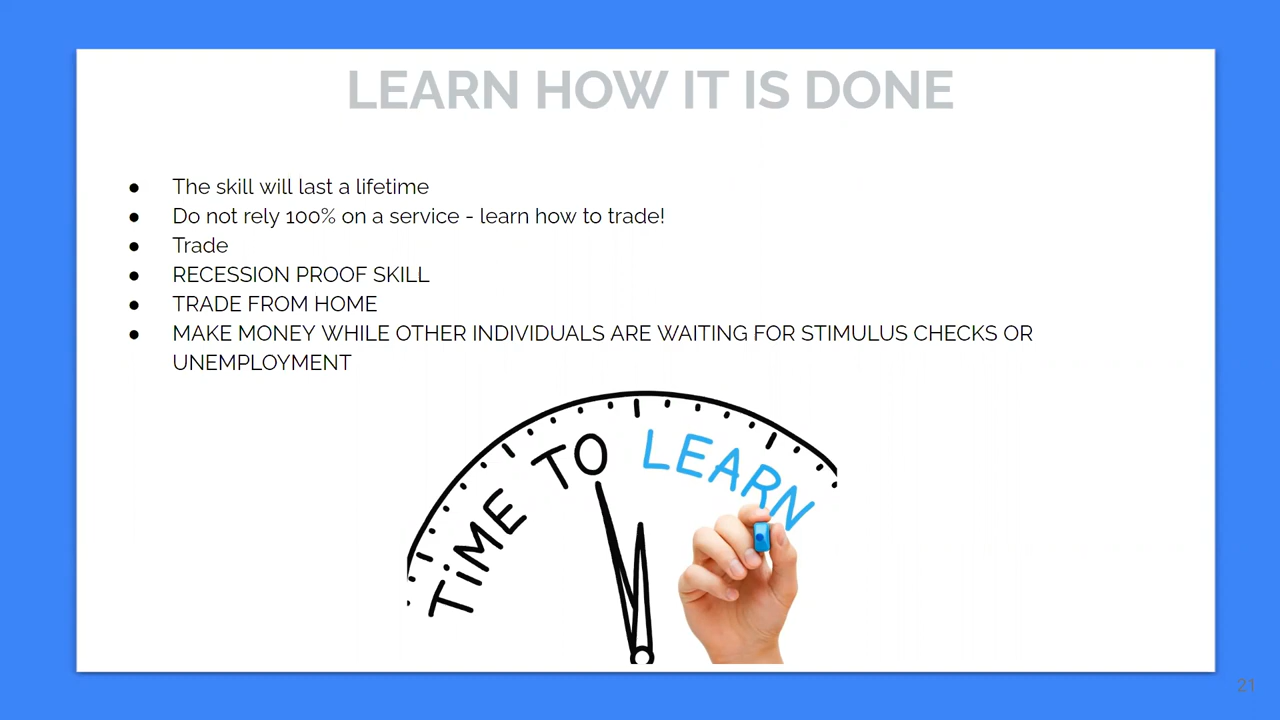 LEARN HOW IT IS DONE
● The skill will last a lifetime
● Do not rely 100% on a service - learn how to trade!
● Trade
● RECESSION PROOF SKILL
● TRADE FROM HOME
● MAKE MONEY WHILE OTHER INDIVIDUALS ARE WAITING FOR STIMULUS CHECKS OR
UNEMPLOYMENT
TiME TO LEARN
21